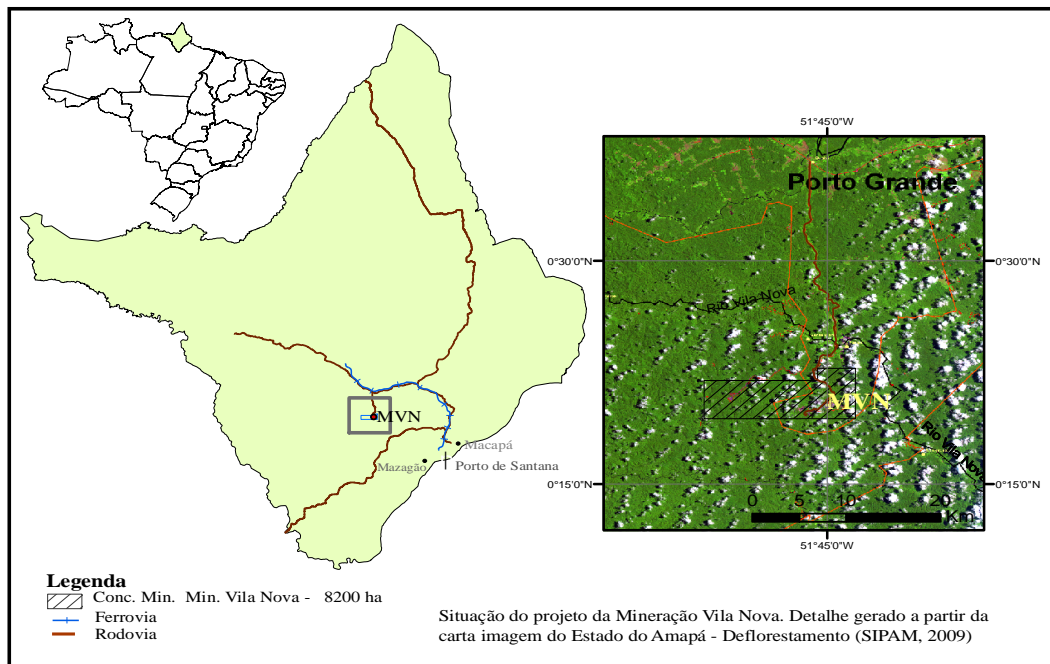 51°45'0"W
Porto Grande
0°30'0"N
0°30'0"N
Rio Vila Nova
MVN
MVN
Rio Vila Nova
Macapá
Mazagão
Porto de Santana
0°15'0"N
0°15'0"N
0 5 10 20
Km
51°45'0"W
Legenda
Conc. Min. Min. Vila Nova - 8200 ha
Ferrovia
Rodovia
Situação do projeto da Mineração Vila Nova. Detalhe gerado a partir da
carta imagem do Estado do Amapá - Deflorestamento (SIPAM, 2009)